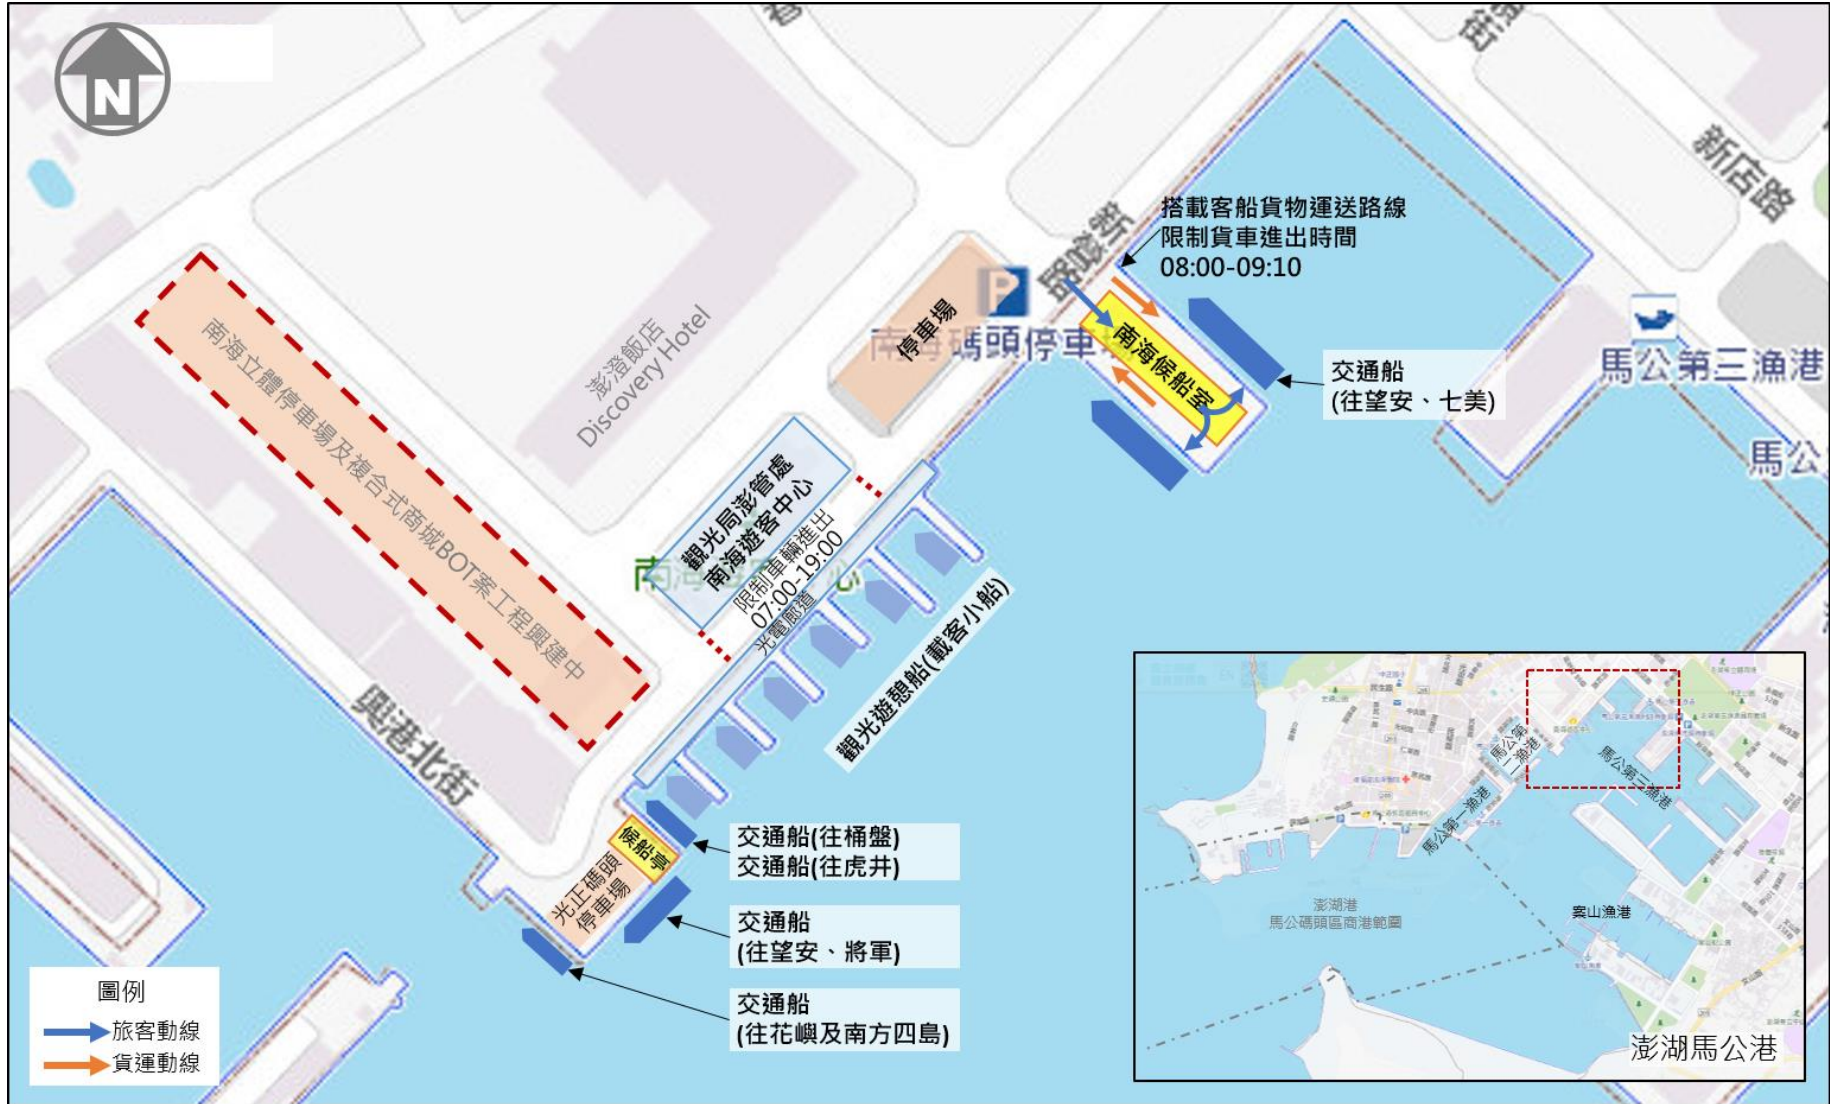 N
街
新店路
新營路
搭載客船貨物運送路線
限制貨車進出時間
08:00-09:10
P
停車場
南海碼頭停車場
南海候船室
交通船
(往望安、七美)
馬公第三漁港
馬公
南海立體停車場及複合式商城BOT案工程興建中
澎澄飯店
Discovery Hotel
觀光局澎管處
南海遊客中心
限制車輛進出
07:00-19:00
光電廊道
觀光遊憩船(載客小船)
興港北街
候船亭
光正碼頭
停車場
交通船(往桶盤)
交通船(往虎井)
交通船
(往望安、將軍)
交通船
(往花嶼及南方四島)
圖例
旅客動線
貨運動線
馬公第二漁港
馬公第三漁港
馬公第一漁港
案山漁港
澎湖港
馬公碼頭區商港範圍
澎湖馬公港